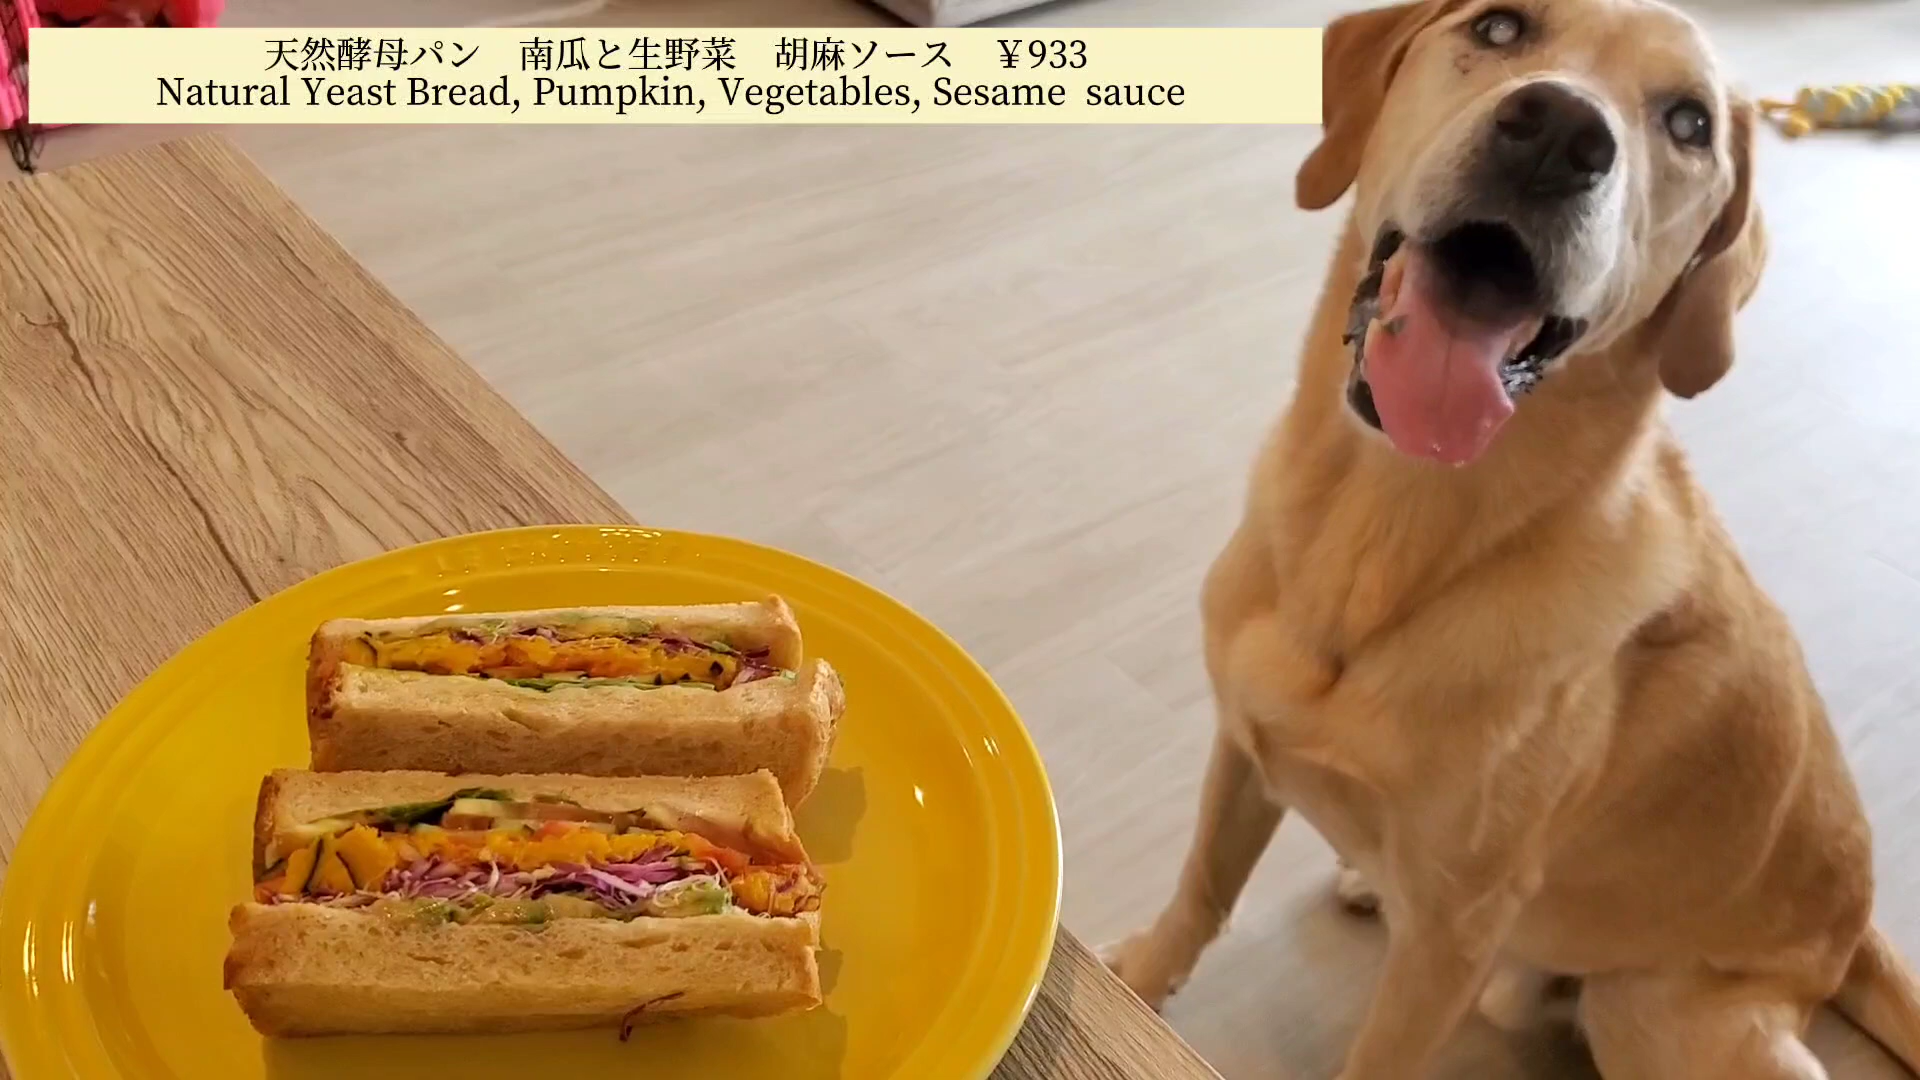 天然酵母パン　南瓜と生野菜　胡麻ソース　￥933
Natural Yeast Bread, Pumpkin, Vegetables, Sesame sauce